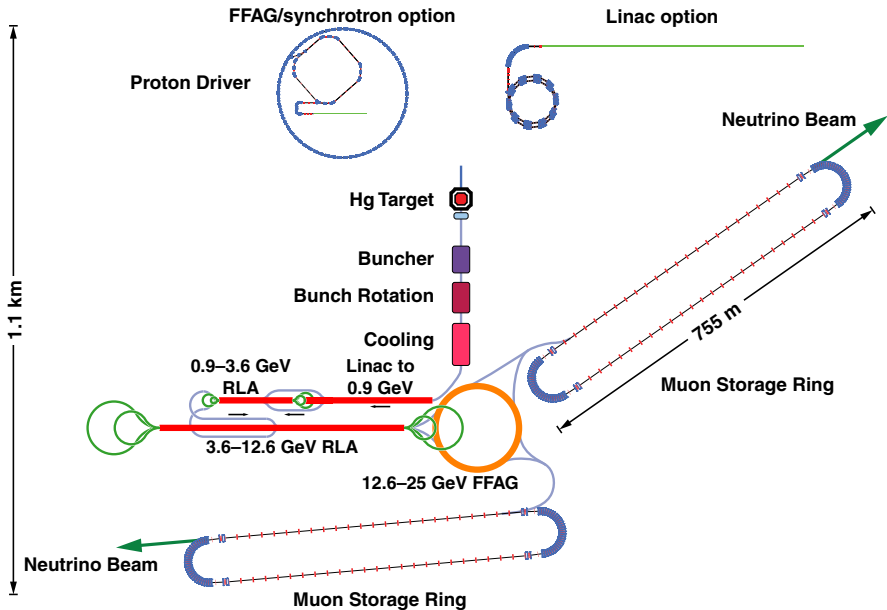 FFAG/synchrotron option
Linac option
Proton Driver
Neutrino Beam
Hg Target
Buncher
Bunch Rotation
Cooling
1.1 km
755 m
0.9–3.6 GeV
RLA
Linac to
0.9 GeV
Muon Storage Ring
3.6–12.6 GeV RLA
12.6–25 GeV FFAG
Neutrino Beam
Muon Storage Ring